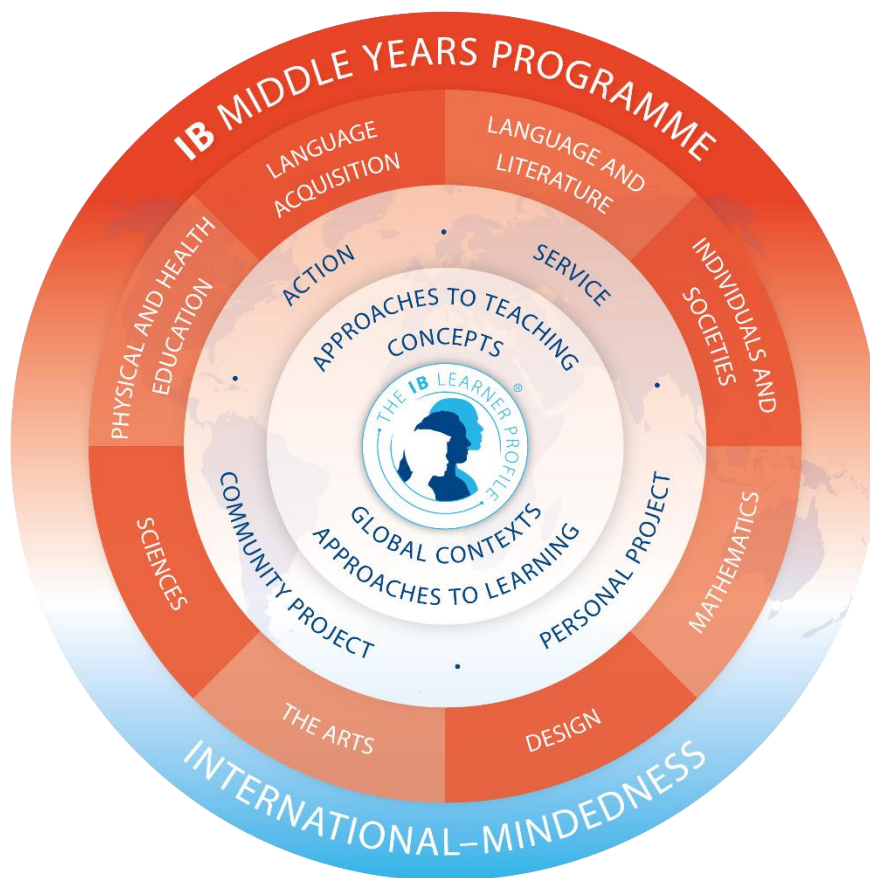 IB MIDDLE YEARS PROGRAMME
LANGUAGE
ACQUISITION
LANGUAGE AND
LITERATURE
PHYSICAL AND HEALTH
EDUCATION
INDIVIDUALS AND
SOCIETIES
ACTION
SERVICE
APPROACHES TO TEACHING
CONCEPTS
THE IB LEARNER PROFILE
®
GLOBAL CONTEXTS
APPROACHES TO LEARNING
COMMUNITY PROJECT
PERSONAL PROJECT
SCIENCES
MATHEMATICS
THE ARTS
DESIGN
INTERNATIONAL–MINDEDNESS